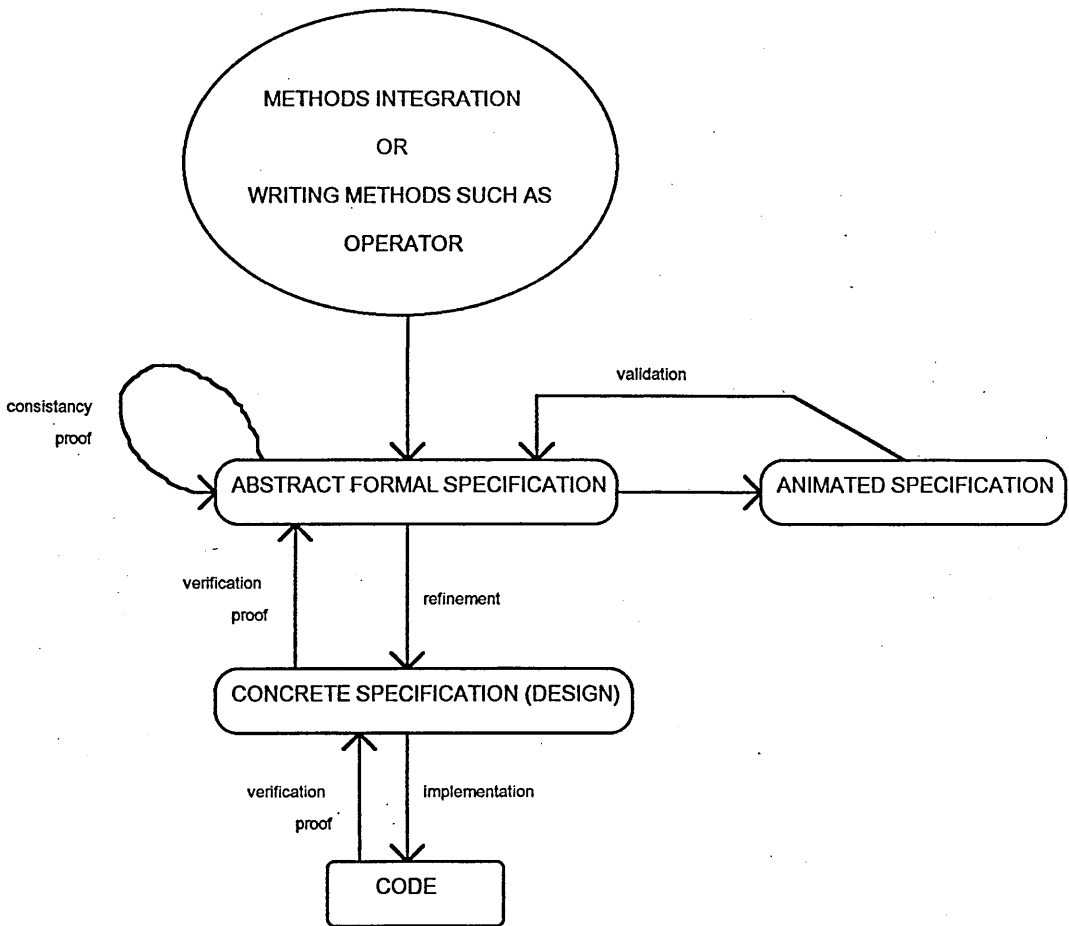 METHODS INTEGRATION
OR
WRITING METHODS SUCH AS
OPERATOR
validation
consistancy
proof
ABSTRACT FORMAL SPECIFICATION
ANIMATED SPECIFICATION
verification
proof
refinement
CONCRETE SPECIFICATION (DESIGN)
verification
proof
implementation
CODE